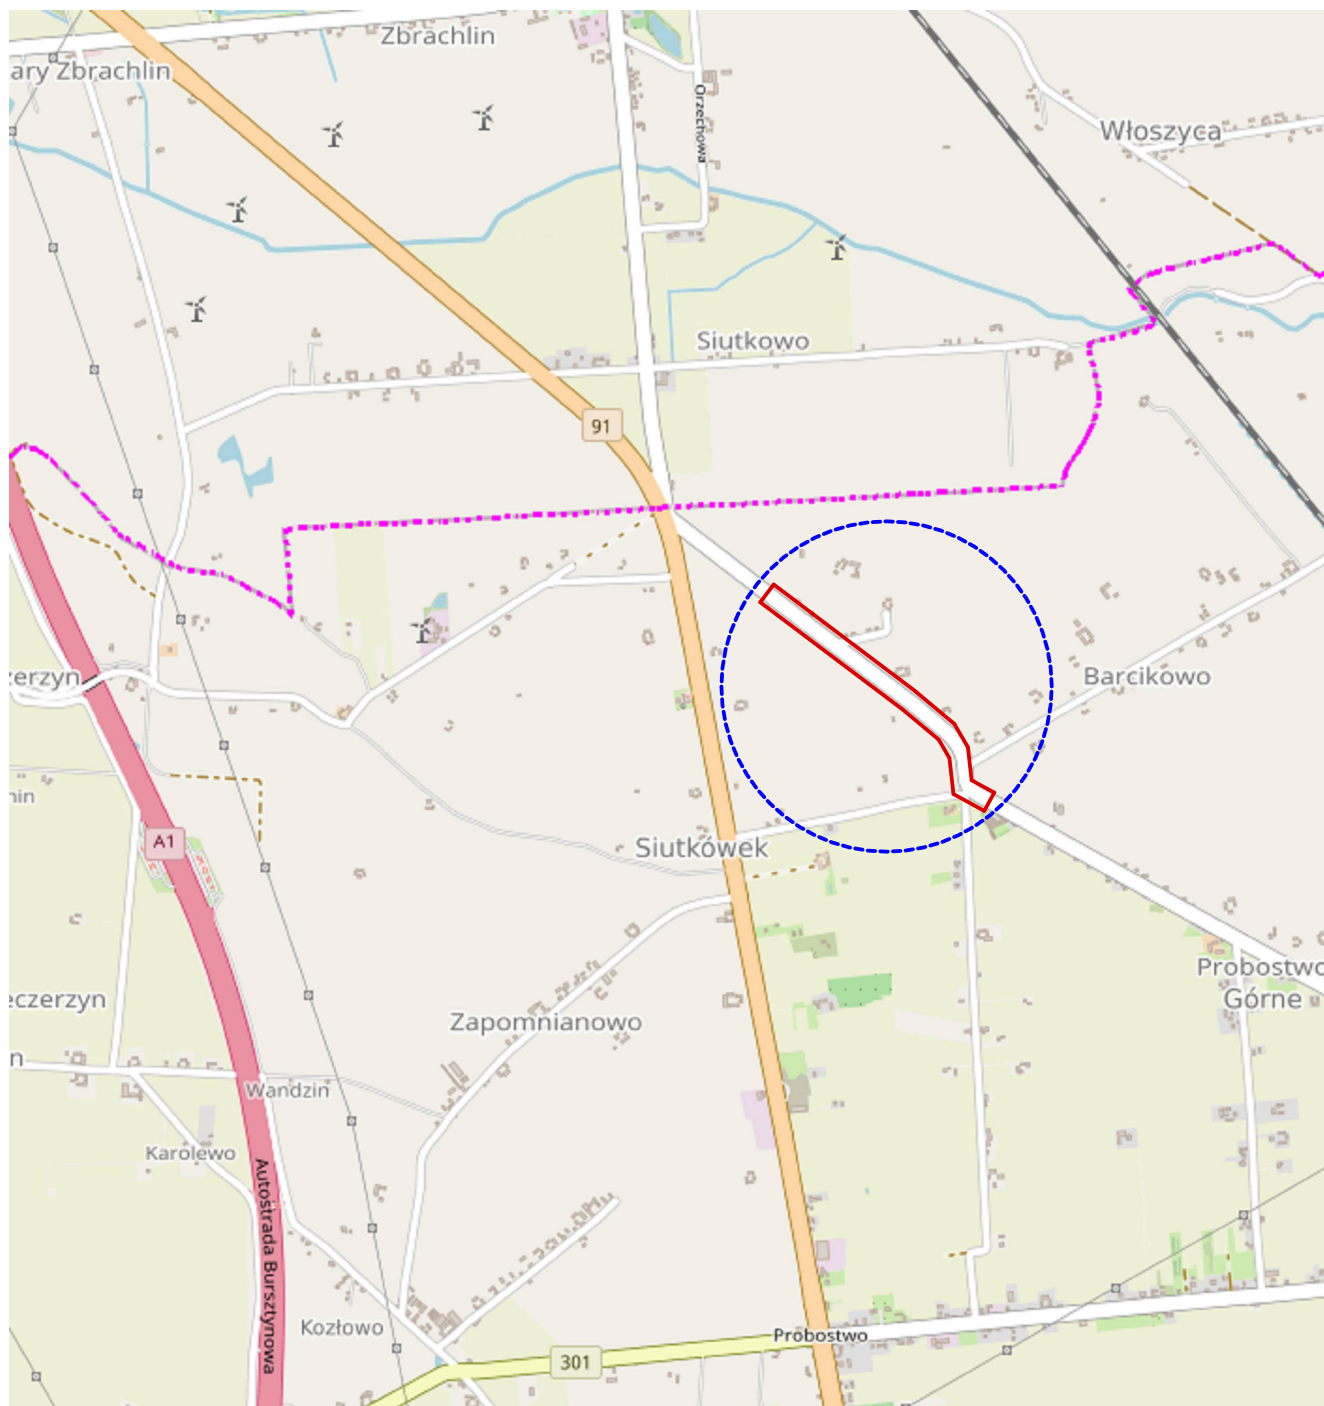 Zbrachlin
ary Zbrachlin
Orzechowa
Włoszyca
Siutkowo
91
zerzyn
Barcikowo
nin
A1
Siutkówek
Probostwo
Górne
eczerzyn
Zapomnianowo
n
Wandzin
Karolewo
Autostrada Bursztynowa
Kozłowo
Probostwo
301